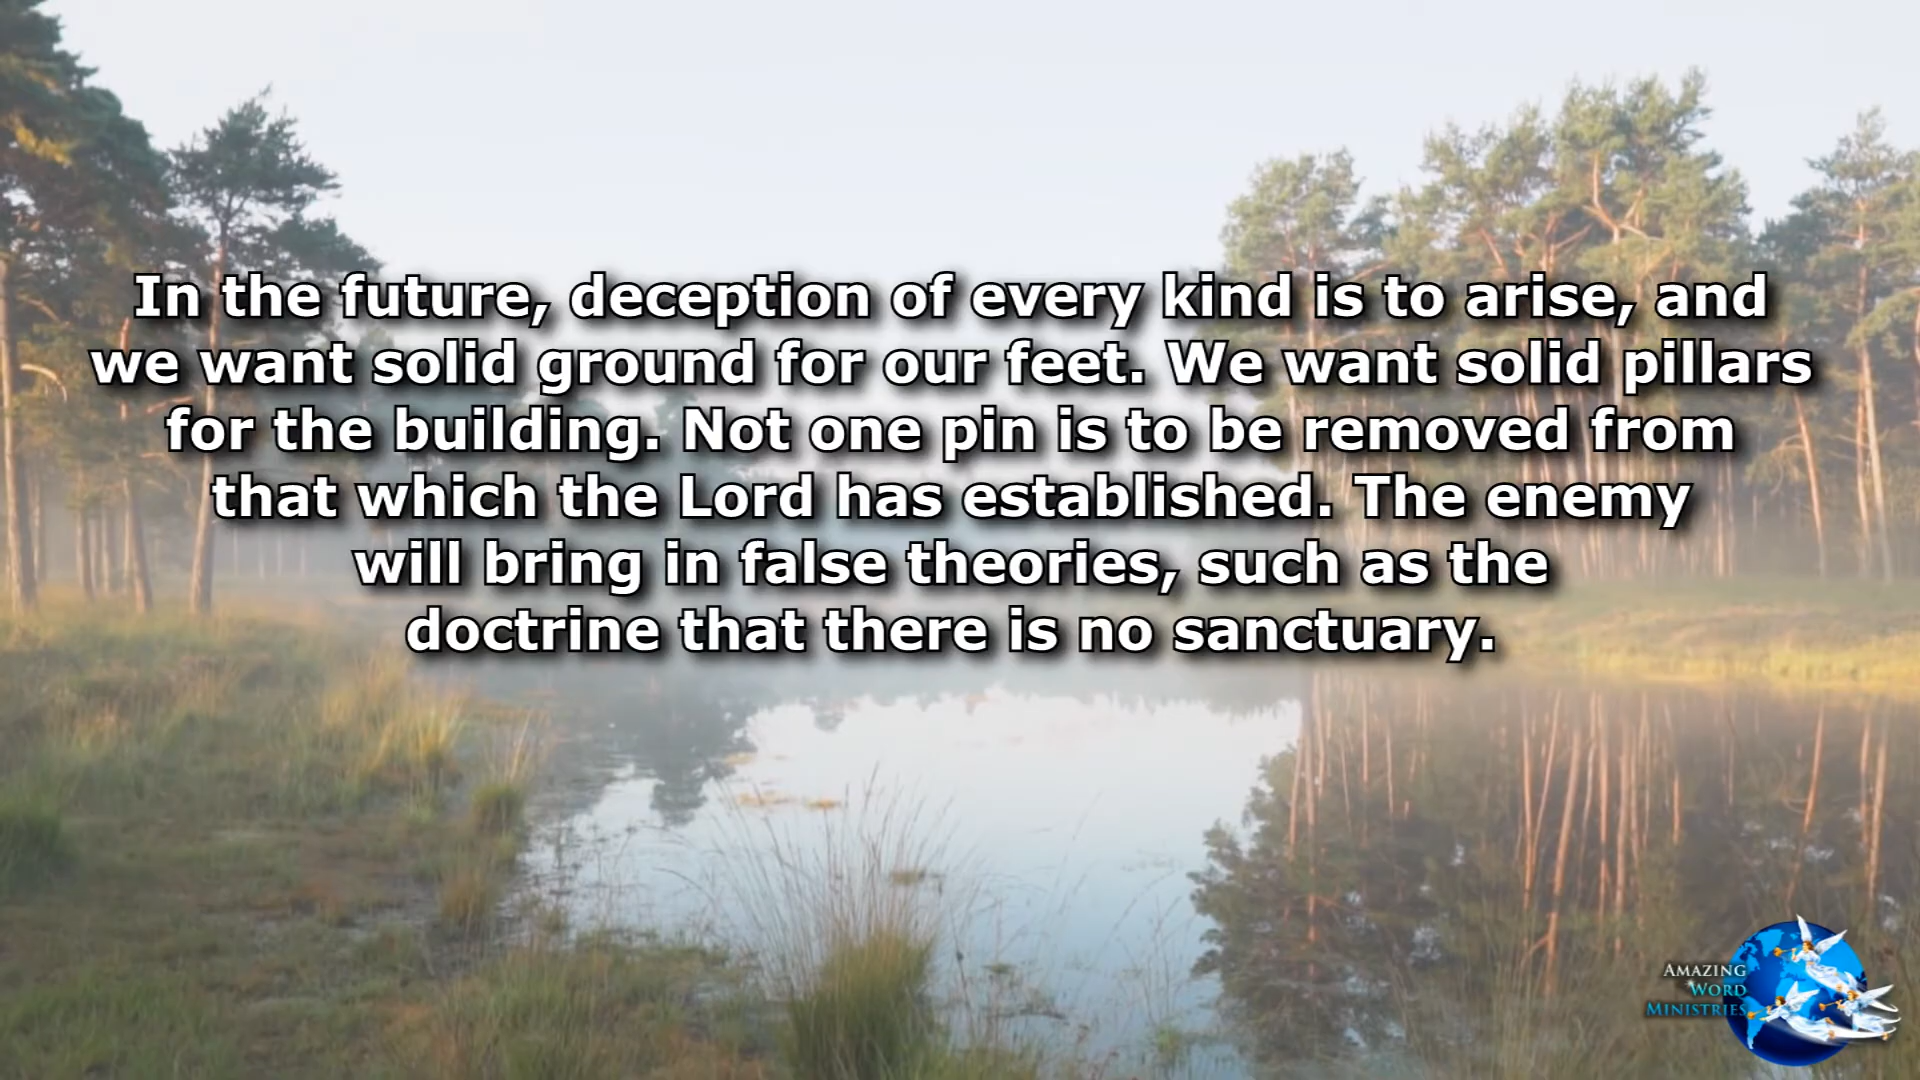 In the future, deception of every kind is to arise, and
we want solid ground for our feet. We want solid pillars
for the building. Not one pin is to be removed from
that which the Lord has established. The enemy
will bring in false theories, such as the
doctrine that there is no sanctuary.
AMAZING
WORD
MINISTRIES